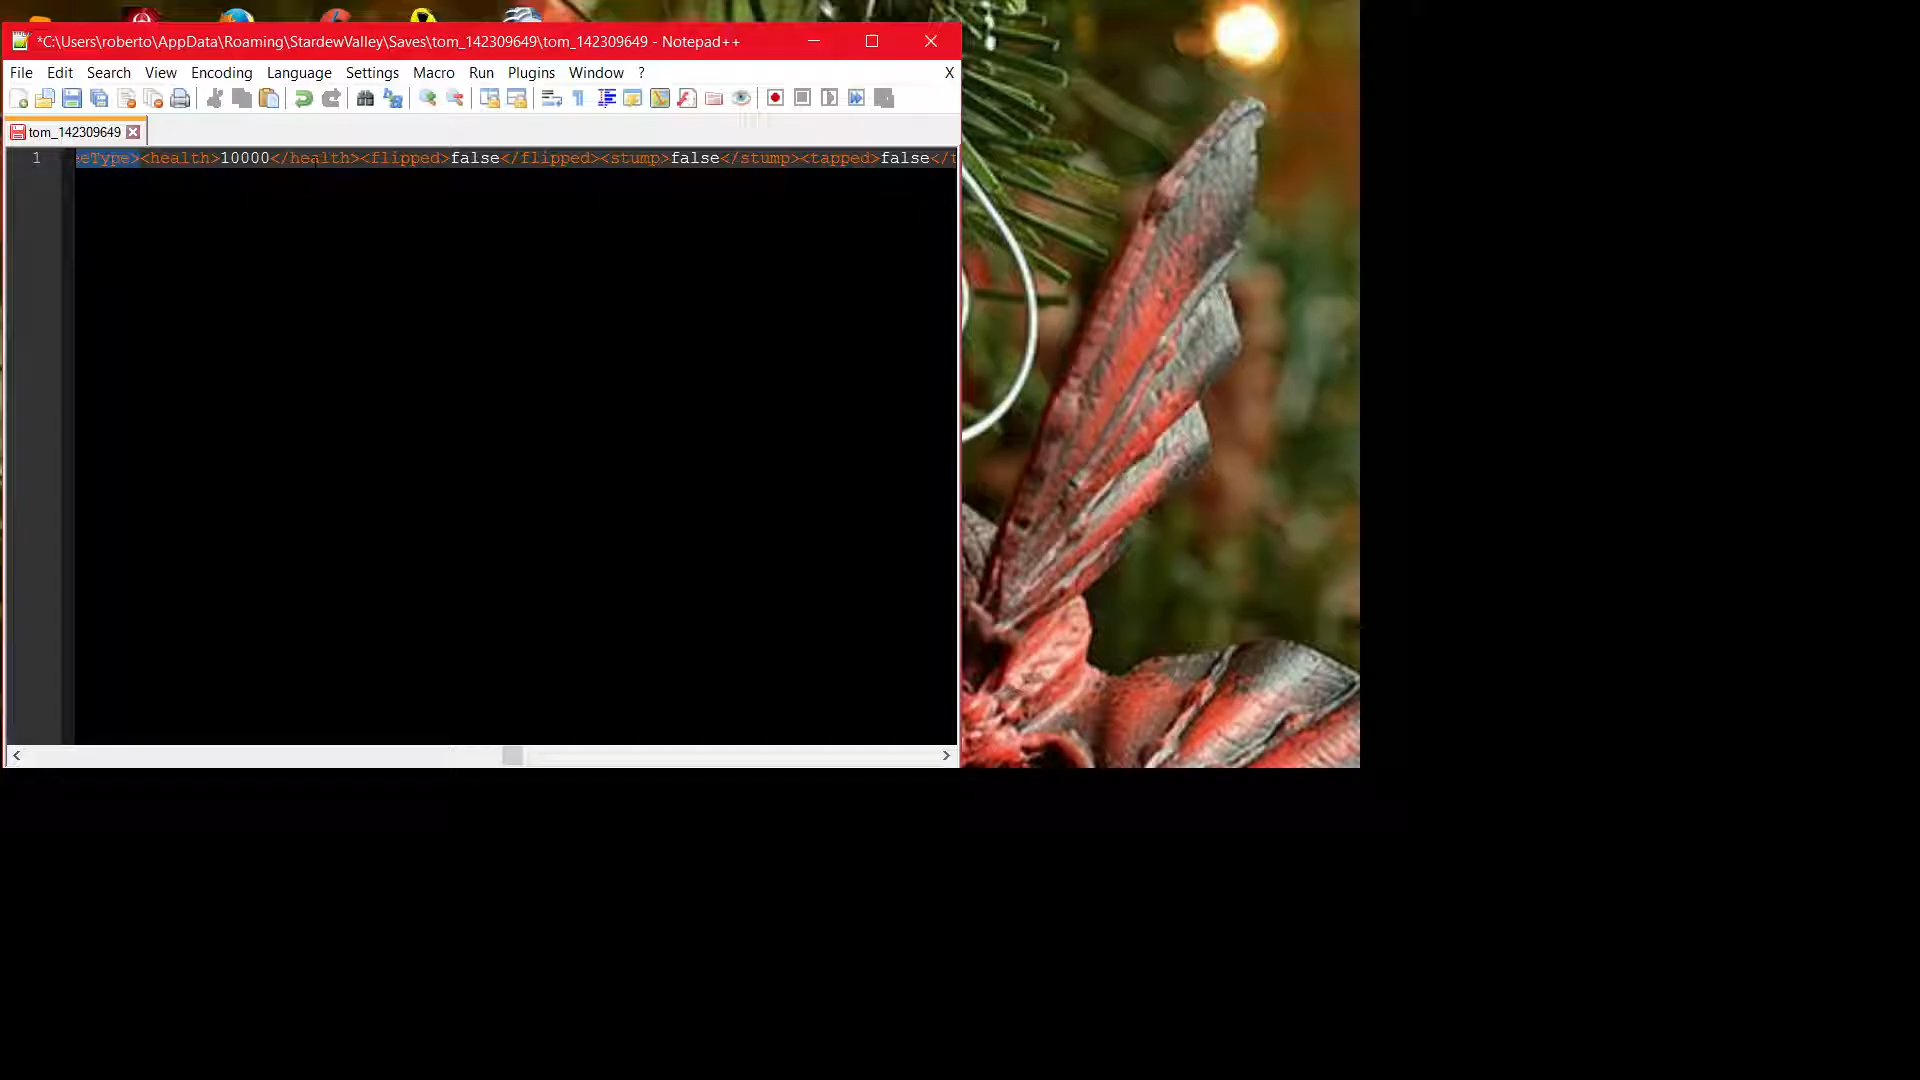 *C:\Users\roberto\AppData\Roaming\StardewValley\Saves\tom_142309649\tom_142309649 - Notepad++
File Edit Search View Encoding Language Settings Macro Run Plugins Window ? X
tom_142309649
1 eType><health>10000</health><flipped>false</flipped><stump>false</stump><tapped>false</t